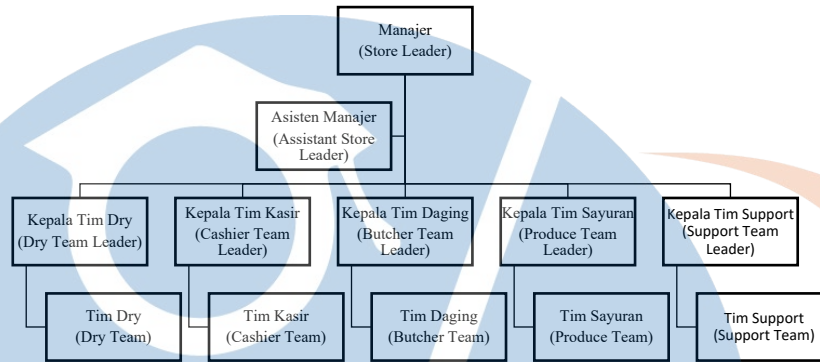 Manajer
(Store Leader)
Asisten Manajer
(Assistant Store
Leader)
Kepala Tim Dry
(Dry Team Leader)
Kepala Tim Kasir
(Cashier Team
Leader)
Kepala Tim Daging
(Butcher Team
Leader)
Kepala Tim Sayuran
(Produce Team
Leader)
Kepala Tim Support
(Support Team
Leader)
Tim Dry
(Dry Team)
Tim Kasir
(Cashier Team)
Tim Daging
(Butcher Team)
Tim Sayuran
(Produce Team)
Tim Support
(Support Team)